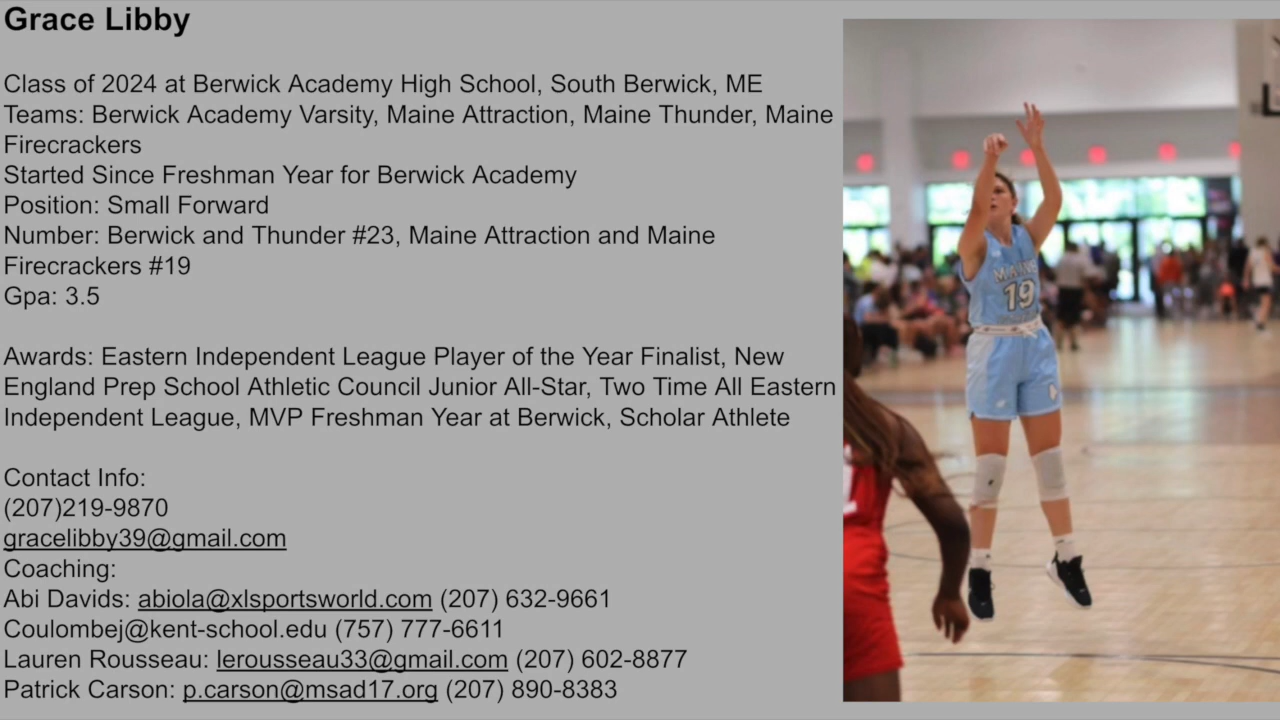 Grace Libby
Class of 2024 at Berwick Academy High School, South Berwick, ME
Teams: Berwick Academy Varsity, Maine Attraction, Maine Thunder, Maine
Firecrackers
Started Since Freshman Year for Berwick Academy
Position: Small Forward
Number: Berwick and Thunder #23, Maine Attraction and Maine
Firecrackers #19
Gpa: 3.5
Awards: Eastern Independent League Player of the Year Finalist, New
England Prep School Athletic Council Junior All-Star, Two Time All Eastern
Independent League, MVP Freshman Year at Berwick, Scholar Athlete
Contact Info:
(207)219-9870
gracelibby39@gmail.com
Coaching:
Abi Davids: abiola@xlsportsworld.com (207) 632-9661
Coulombej@kent-school.edu (757) 777-6611
Lauren Rousseau: lerousseau33@gmail.com (207) 602-8877
Patrick Carson: p.carson@msad17.org (207) 890-8383
MAINE
19